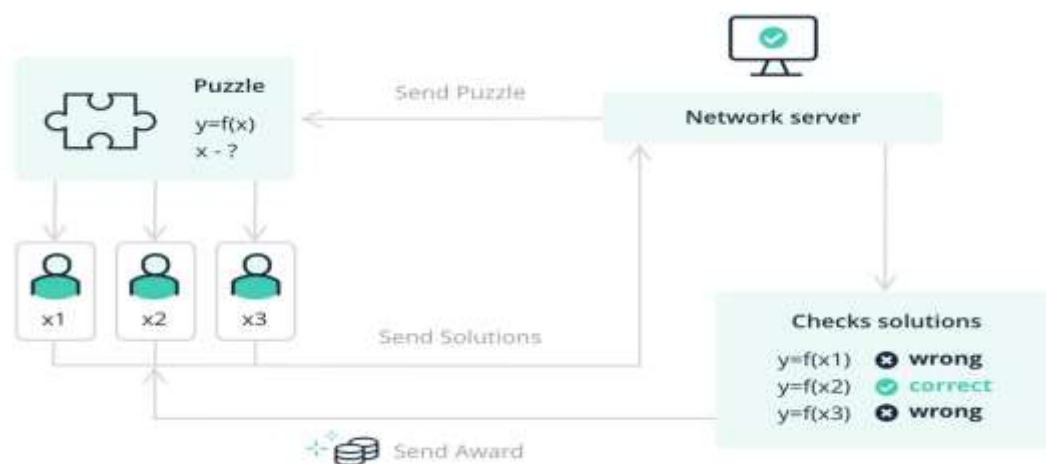 Puzzle
y=f(x)
x - ?
Send Puzzle
Network server
x1
x2
x3
Send Solutions
Checks solutions
y=f(x1) wrong
y=f(x2) correct
y=f(x3) wrong
Send Award